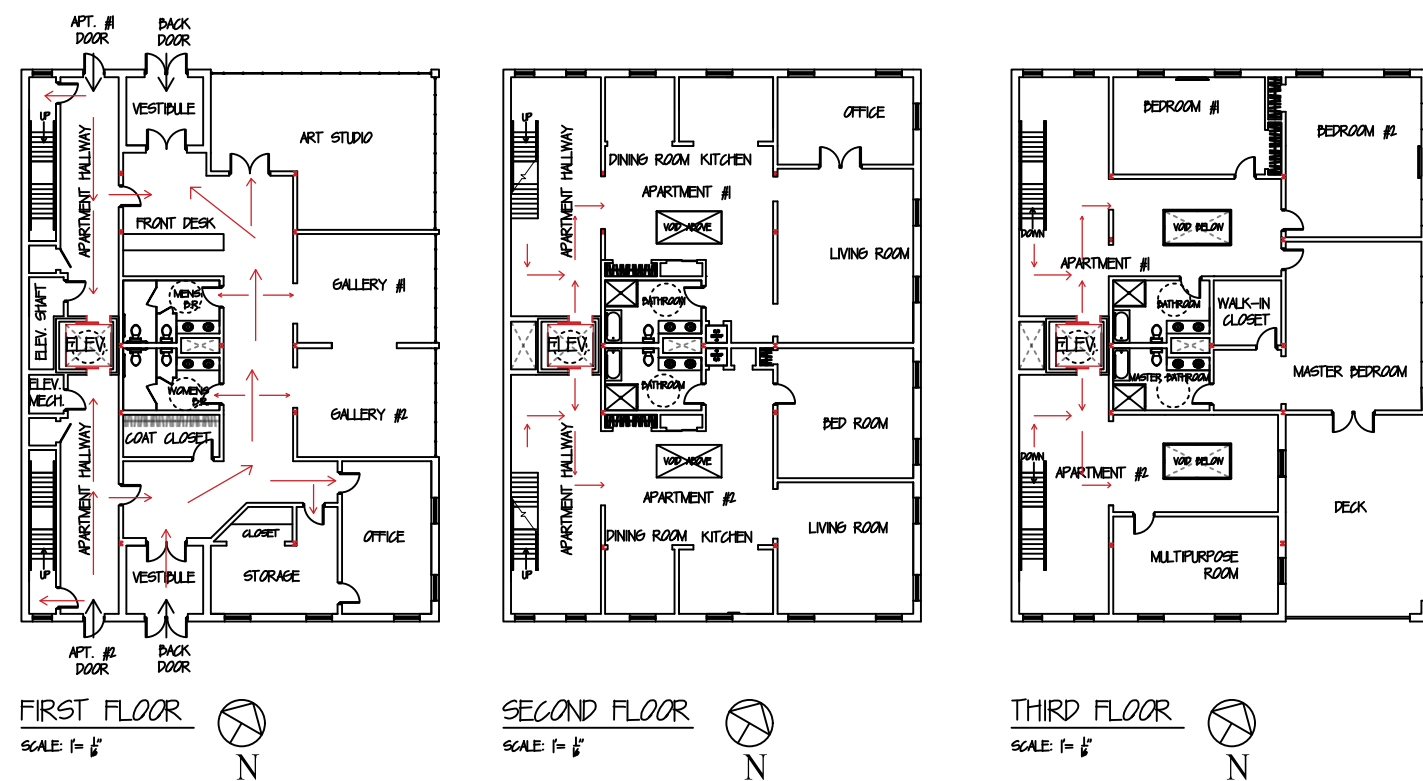 APT. #1
DOOR
BACK
DOOR
UP
APARTMENT HALLWAY
VESTIBULE
ART STUDIO
FRONT DESK
ELEV. SHAFT
MENS
B.R
GALLERY #1
ELEV.
ELEV.
MECH.
WOMENS
B.R
GALLERY #2
COAT CLOSET
APARTMENT HALLWAY
CLOSET
OFFICE
UP
VESTIBULE
STORAGE
APT. #2
DOOR
BACK
DOOR
FIRST FLOOR
SCALE: 1'= 1/16"
N
UP
APARTMENT HALLWAY
OFFICE
DINING ROOM
KITCHEN
APARTMENT #1
VOID ABOVE
LIVING ROOM
BATHROOM
ELEV.
BATHROOM
BED ROOM
APARTMENT HALLWAY
VOID ABOVE
APARTMENT #2
LIVING ROOM
DINING ROOM
KITCHEN
UP
SECOND FLOOR
SCALE: 1'= 1/16"
N
BEDROOM #1
BEDROOM #2
DOWN
VOID BELOW
APARTMENT #1
BATHROOM
WALK-IN
CLOSET
ELEV.
MASTER BATHROOM
MASTER BEDROOM
DOWN
VOID BELOW
APARTMENT #2
DECK
MULTIPURPOSE
ROOM
THIRD FLOOR
SCALE: 1'= 1/16"
N